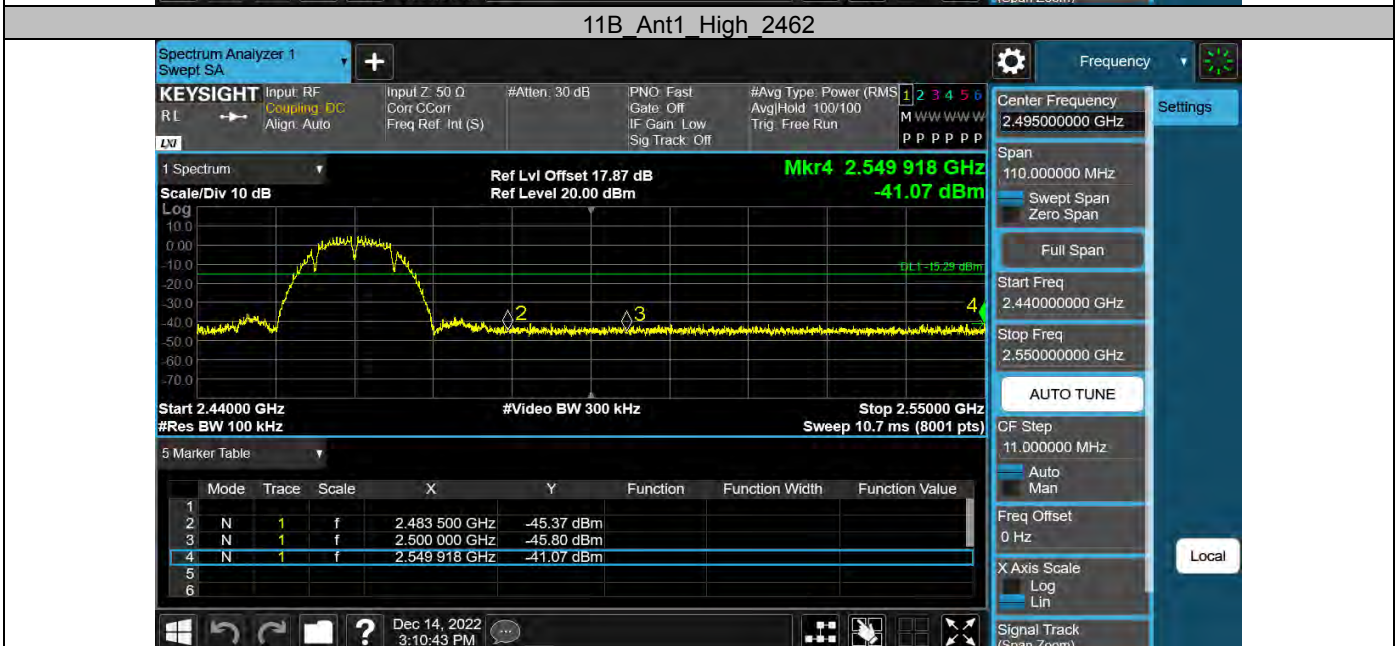 (Span Zoom)
11B_Ant1_High_2462
Spectrum Analyzer 1
Swept SA
Frequency
KEYSIGHT
RL
LXI
Input: RF
Coupling: DC
Align: Auto
Input Z: 50 Ω
Corr CCorr
Freq Ref: Int (S)
#Atten: 30 dB
PNO: Fast
Gate: Off
IF Gain: Low
Sig Track: Off
#Avg Type: Power (RMS
Avg|Hold: 100/100
Trig: Free Run
1 2 3 4 5 6
M W W W W W
P P P P P P
1 Spectrum
Scale/Div 10 dB
Ref Lvl Offset 17.87 dB
Ref Level 20.00 dBm
Mkr4 2.549 918 GHz
-41.07 dBm
Log
10.0
0.00
-10.0
-20.0
-30.0
-40.0
-50.0
-60.0
-70.0
DL1 -15.29 dBm
2
3
4
Start 2.44000 GHz
#Res BW 100 kHz
#Video BW 300 kHz
Stop 2.55000 GHz
Sweep 10.7 ms (8001 pts)
5 Marker Table
Mode Trace Scale X Y Function Function Width Function Value
1
2 N 1 f 2.483 500 GHz -45.37 dBm
3 N 1 f 2.500 000 GHz -45.80 dBm
4 N 1 f 2.549 918 GHz -41.07 dBm
5
6
Dec 14, 2022
3:10:43 PM
Center Frequency
2.495000000 GHz
Settings
Span
110.000000 MHz
Swept Span
Zero Span
Full Span
Start Freq
2.440000000 GHz
Stop Freq
2.550000000 GHz
AUTO TUNE
CF Step
11.000000 MHz
Auto
Man
Freq Offset
0 Hz
Local
X Axis Scale
Log
Lin
Signal Track
(Span Zoom)